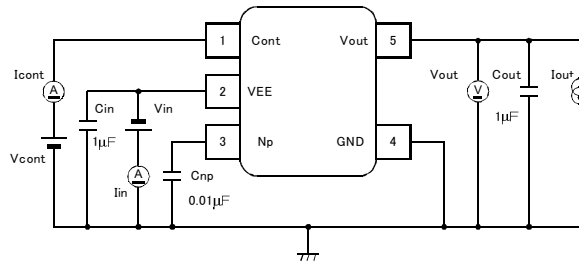 1 Cont Vout 5
Icont A
Cin Vin 2 VEE Vout Cout Iout
V
1μF 3 Np GND 4 1μF
Vcont A Cnp
Iin 0.01μF